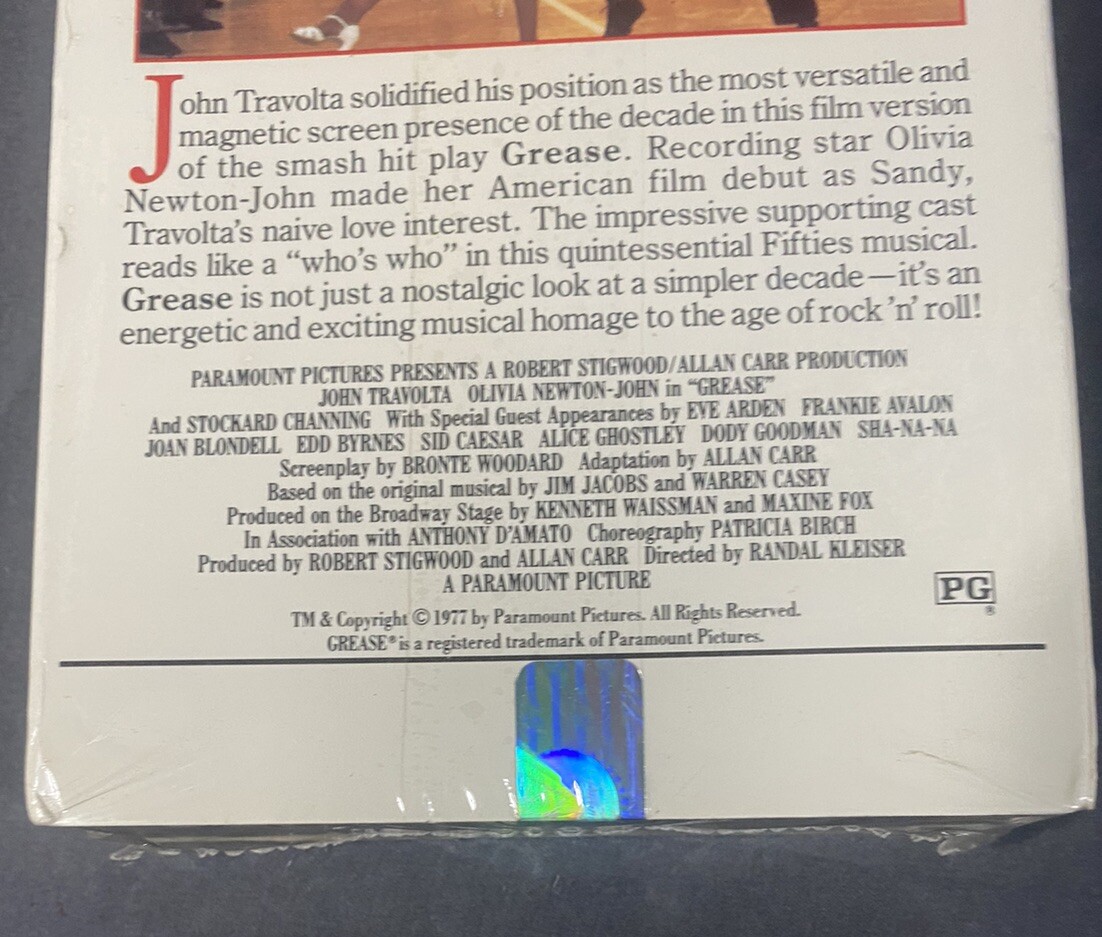 John Travolta solidified his position as the most versatile and
magnetic screen presence of the decade in this film version
of the smash hit play Grease. Recording star Olivia
Newton-John made her American film debut as Sandy,
Travolta's naive love interest. The impressive supporting cast
reads like a “who's who” in this quintessential Fifties musical.
Grease is not just a nostalgic look at a simpler decade—it's an
energetic and exciting musical homage to the age of rock 'n' roll!
PARAMOUNT PICTURES PRESENTS A ROBERT STIGWOOD/ALLAN CARR PRODUCTION
JOHN TRAVOLTA OLIVIA NEWTON-JOHN in “GREASE”
And STOCKARD CHANNING With Special Guest Appearances by EVE ARDEN FRANKIE AVALON
JOAN BLONDELL EDD BYRNES SID CAESAR ALICE GHOSTLEY DODY GOODMAN SHA-NA-NA
Screenplay by BRONTE WOODARD Adaptation by ALLAN CARR
Based on the original musical by JIM JACOBS and WARREN CASEY
Produced on the Broadway Stage by KENNETH WAISSMAN and MAXINE FOX
In Association with ANTHONY D'AMATO Choreography PATRICIA BIRCH
Produced by ROBERT STIGWOOD and ALLAN CARR Directed by RANDAL KLEISER
A PARAMOUNT PICTURE
PG ®
TM & Copyright © 1977 by Paramount Pictures. All Rights Reserved.
GREASE® is a registered trademark of Paramount Pictures.